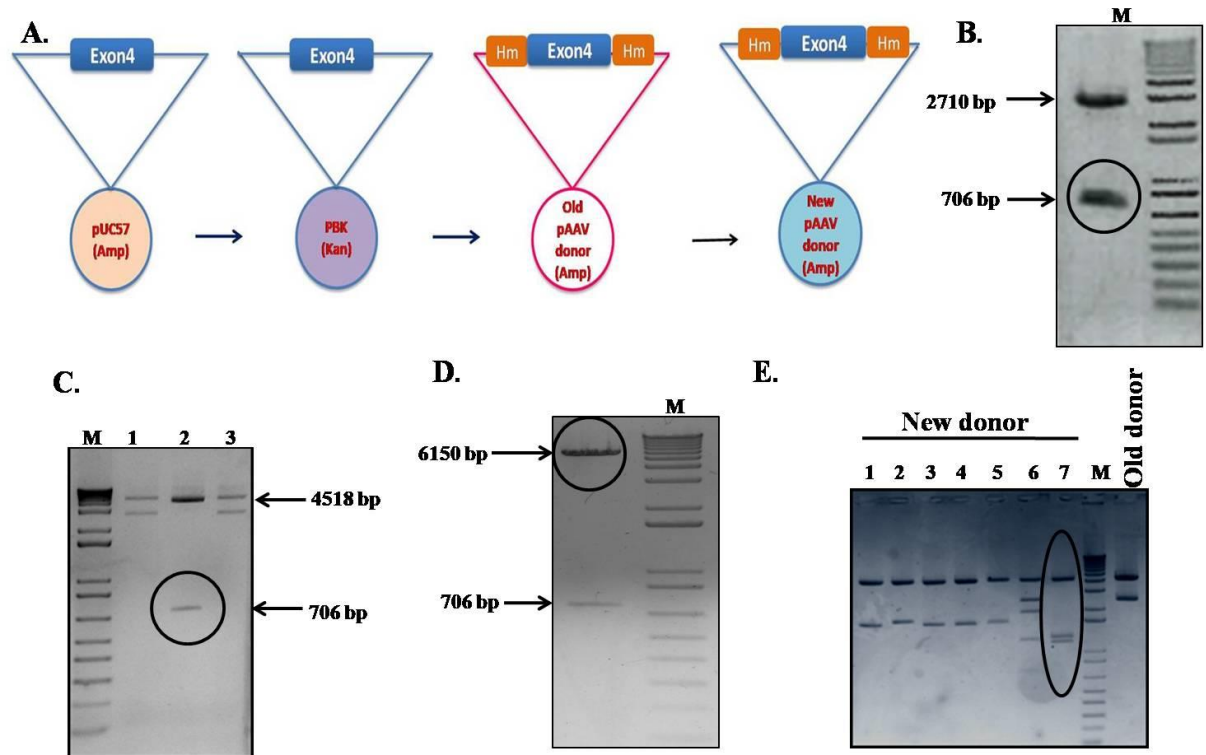 A.
Exon4
Exon4
Hm Exon4 Hm
Hm Exon4 Hm
pUC57
(Amp)
PBK
(Kan)
Old
pAAV
donor
(Amp)
New
pAAV
donor
(Amp)
B.
M
2710 bp
706 bp
C.
M 1 2 3
4518 bp
706 bp
D.
M
6150 bp
706 bp
E.
New donor
1 2 3 4 5 6 7 M
Old donor